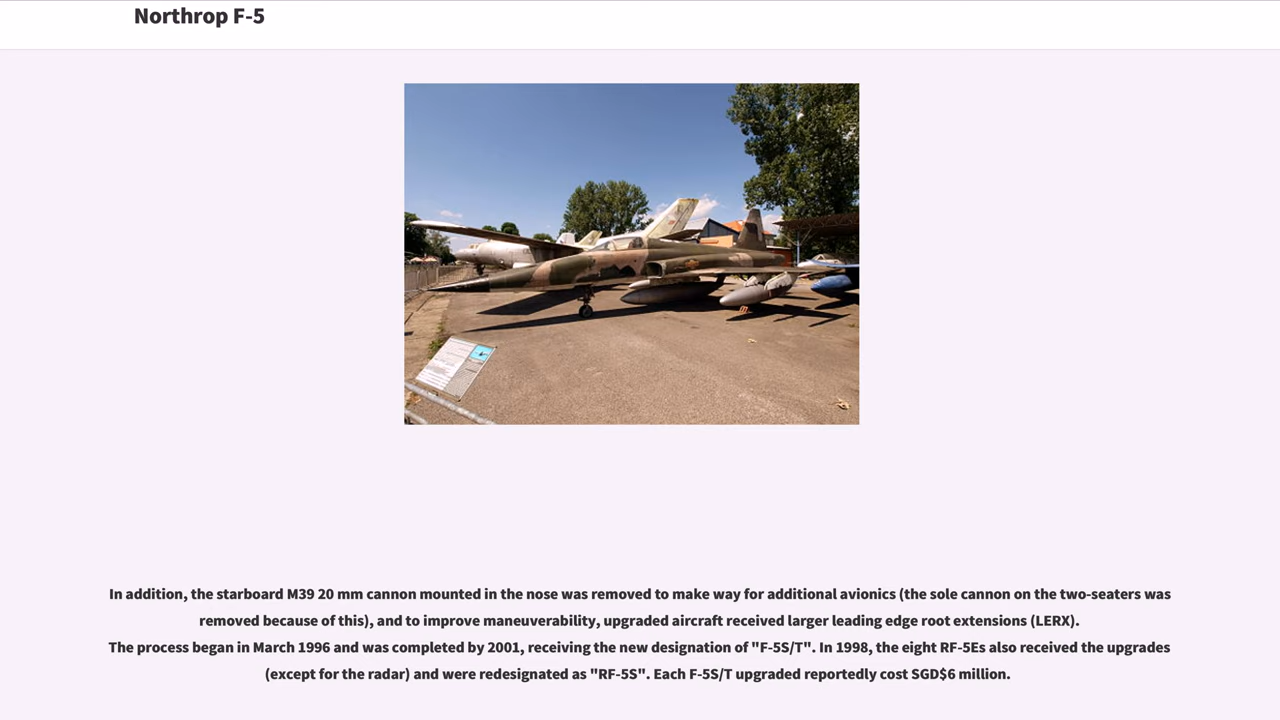 Northrop F-5
In addition, the starboard M39 20 mm cannon mounted in the nose was removed to make way for additional avionics (the sole cannon on the two-seaters was
removed because of this), and to improve maneuverability, upgraded aircraft received larger leading edge root extensions (LERX).
The process began in March 1996 and was completed by 2001, receiving the new designation of "F-5S/T". In 1998, the eight RF-5Es also received the upgrades
(except for the radar) and were redesignated as "RF-5S". Each F-5S/T upgraded reportedly cost SGD$6 million.